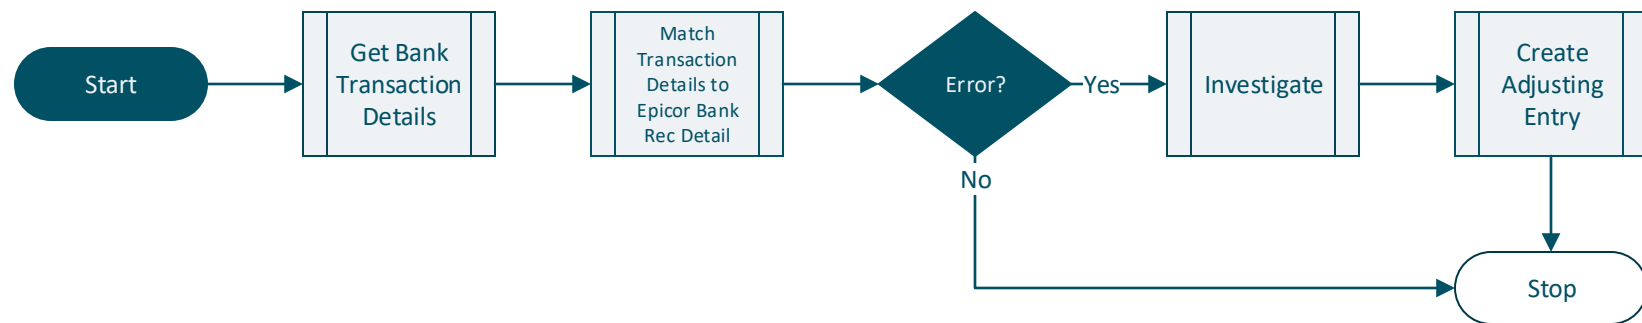 Start
Get Bank
Transaction
Details
Match
Transaction
Details to
Epicor Bank
Rec Detail
Error?
Yes
Investigate
Create
Adjusting
Entry
No
Stop